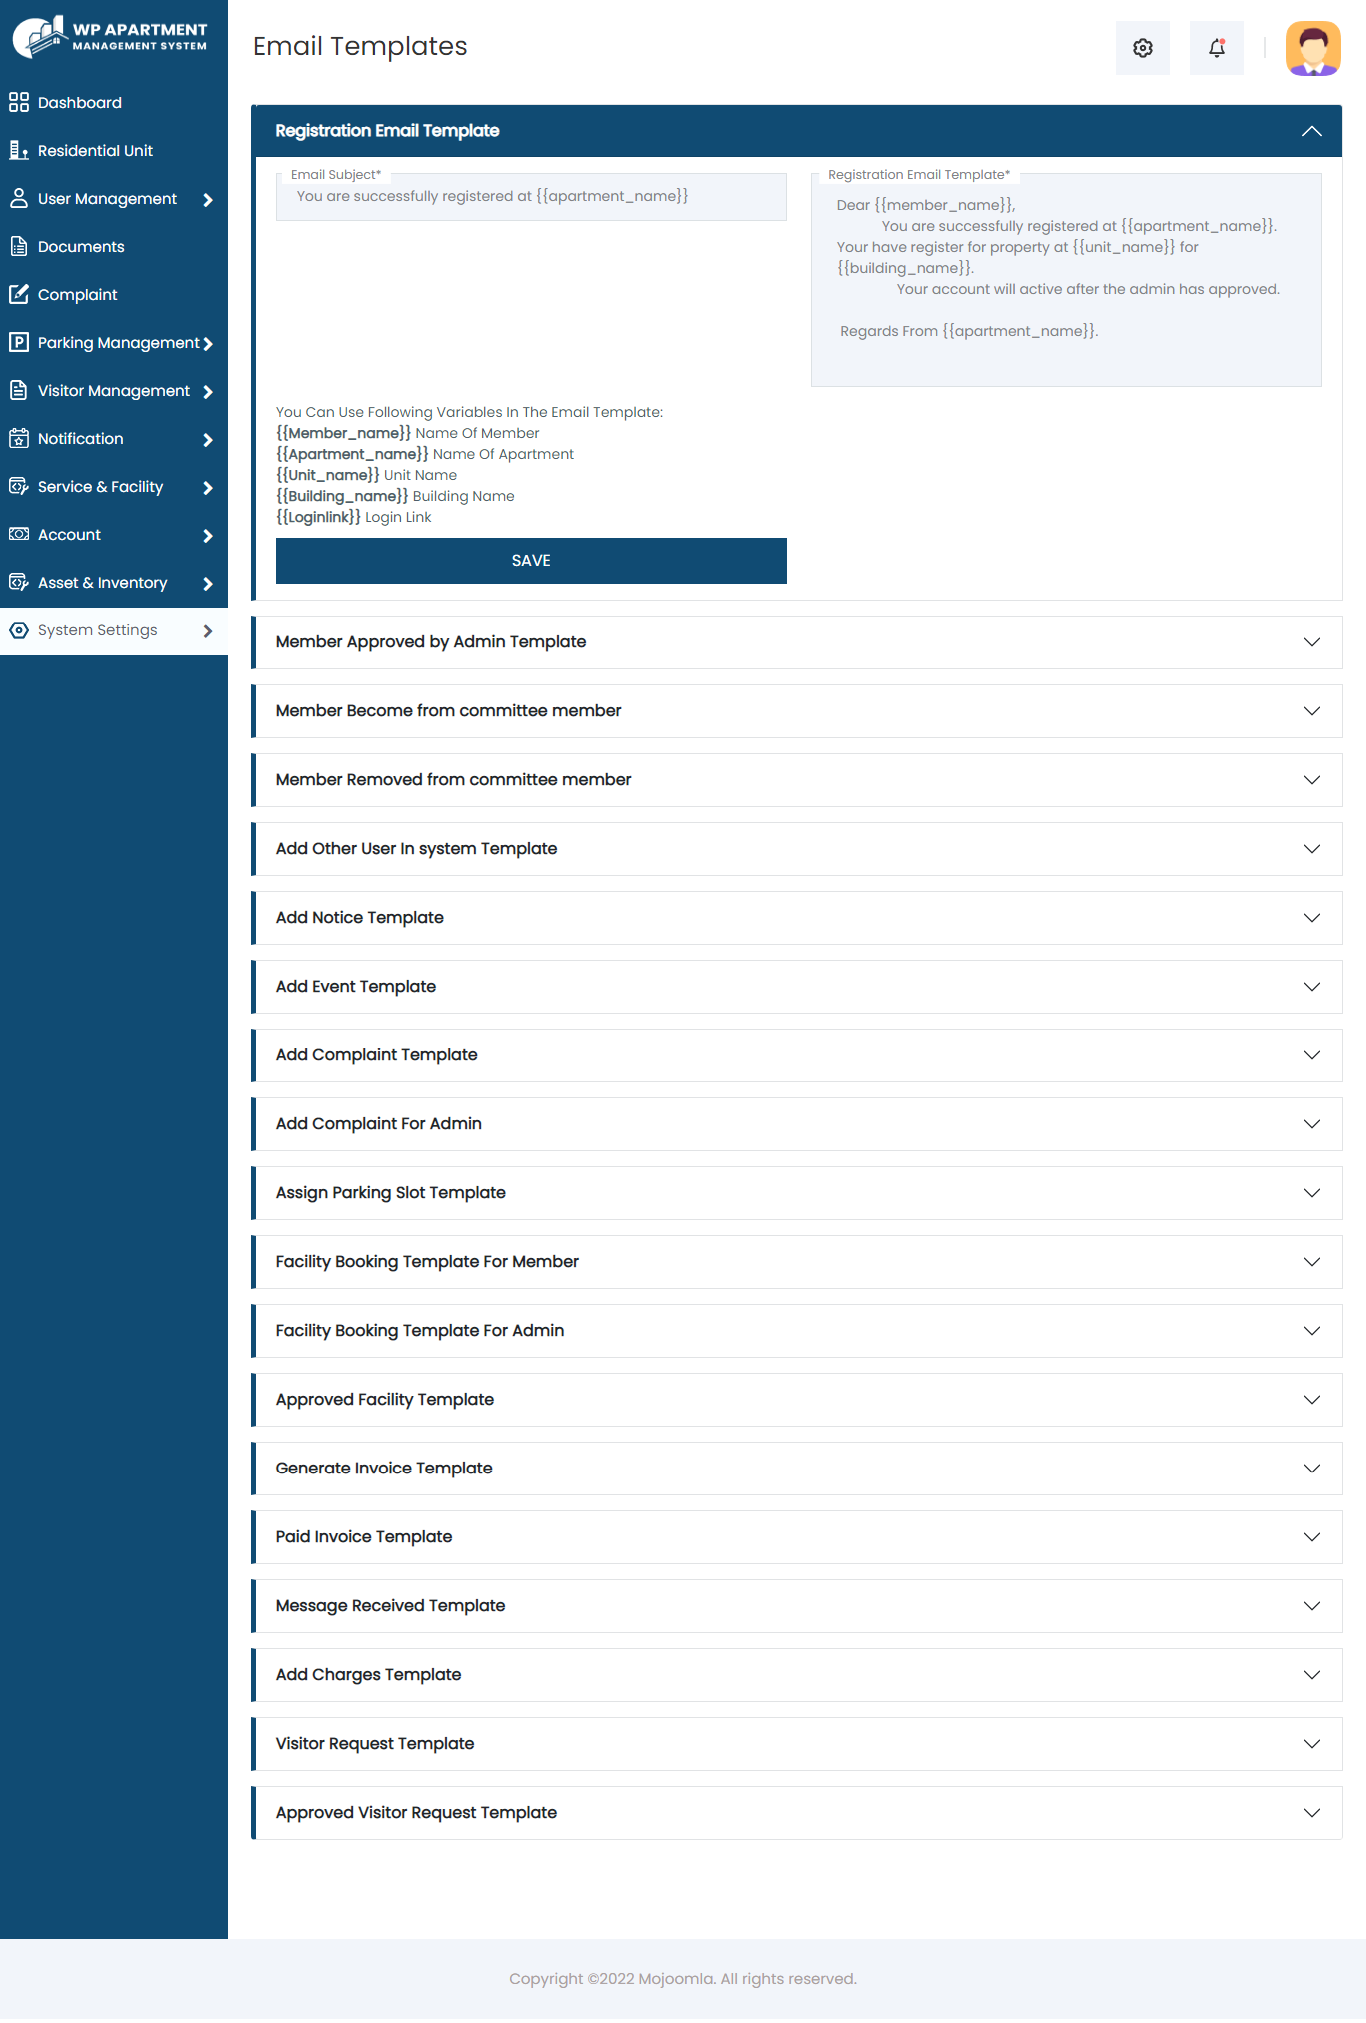 WP APARTMENT
MANAGEMENT SYSTEM
Dashboard
Residential Unit
User Management
Documents
Complaint
Parking Management
Visitor Management
Notification
Service & Facility
Account
Asset & Inventory
System Settings
Email Templates
Registration Email Template
Email Subject*
You are successfully registered at {{apartment_name}}
Registration Email Template*
Dear {{member_name}},
You are successfully registered at {{apartment_name}}.
Your have register for property at {{unit_name}} for
{{building_name}}.
Your account will active after the admin has approved.
Regards From {{apartment_name}}.
You Can Use Following Variables In The Email Template:
{{Member_name}} Name Of Member
{{Apartment_name}} Name Of Apartment
{{Unit_name}} Unit Name
{{Building_name}} Building Name
{{Loginlink}} Login Link
SAVE
Member Approved by Admin Template
Member Become from committee member
Member Removed from committee member
Add Other User In system Template
Add Notice Template
Add Event Template
Add Complaint Template
Add Complaint For Admin
Assign Parking Slot Template
Facility Booking Template For Member
Facility Booking Template For Admin
Approved Facility Template
Generate Invoice Template
Paid Invoice Template
Message Received Template
Add Charges Template
Visitor Request Template
Approved Visitor Request Template
Copyright ©2022 Mojoomla. All rights reserved.